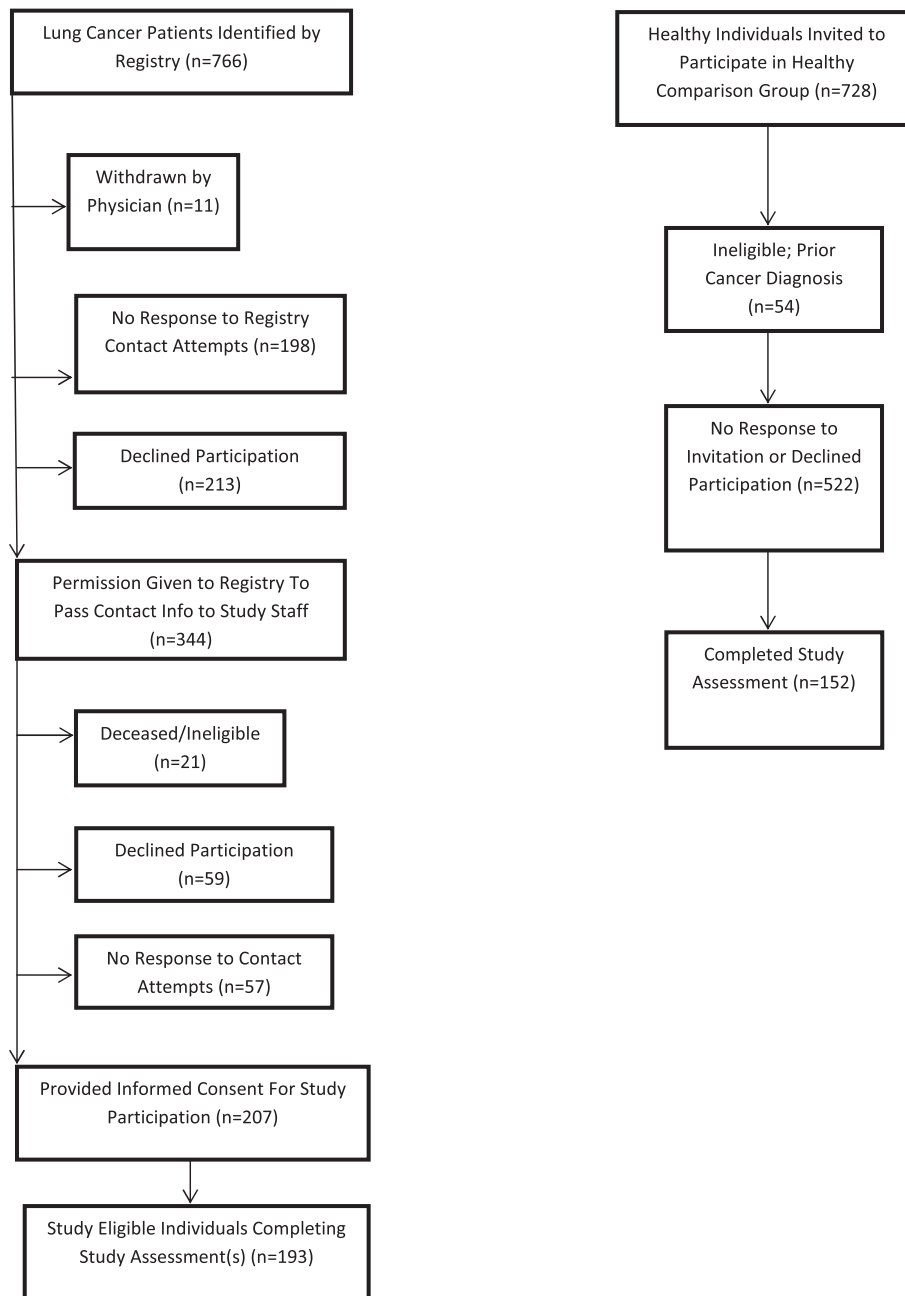 Lung Cancer Patients Identified by
Registry (n=766)
Withdrawn by
Physician (n=11)
No Response to Registry
Contact Attempts (n=198)
Declined Participation
(n=213)
Permission Given to Registry To
Pass Contact Info to Study Staff
(n=344)
Deceased/Ineligible
(n=21)
Declined Participation
(n=59)
No Response to Contact
Attempts (n=57)
Provided Informed Consent For Study
Participation (n=207)
Study Eligible Individuals Completing
Study Assessment(s) (n=193)
Healthy Individuals Invited to
Participate in Healthy
Comparison Group (n=728)
Ineligible; Prior
Cancer Diagnosis
(n=54)
No Response to
Invitation or Declined
Participation (n=522)
Completed Study
Assessment (n=152)